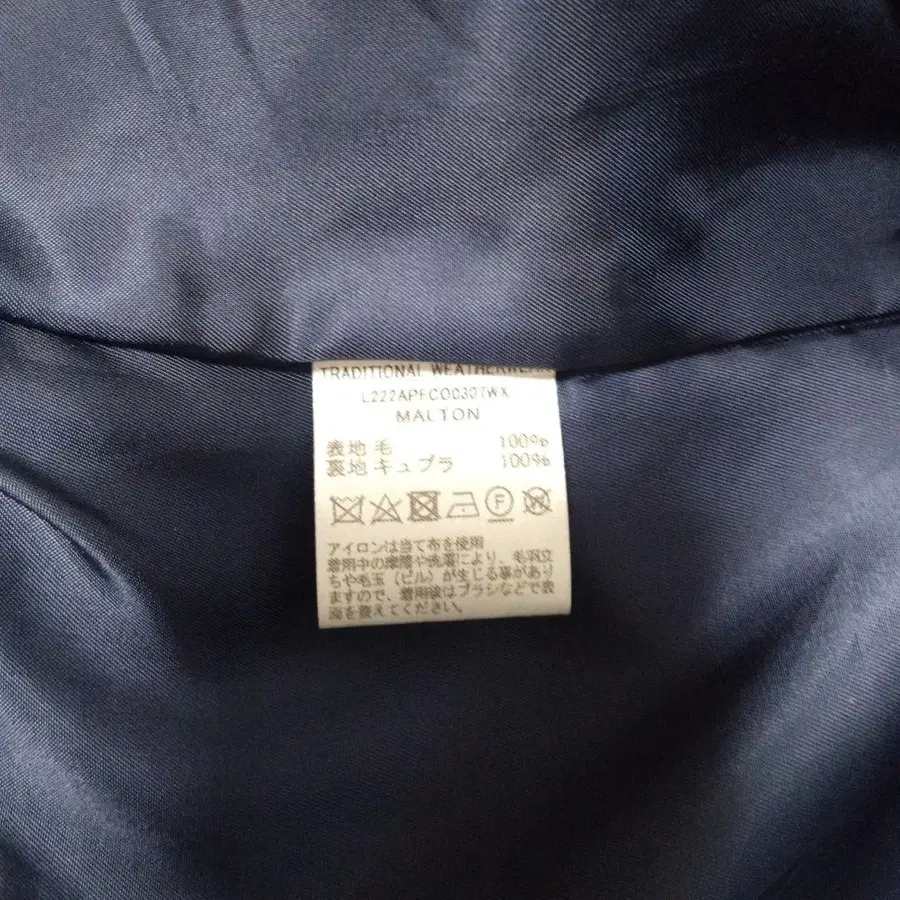 TRADITIONAL WEATHERWEAR
L222APFCO0307WX
MALTON
表地 毛 100%
裏地 キュプラ 100%
F W
アイロンは当て布を使用
着用中の摩擦や洗濯により、毛羽立
ちや毛玉（ピル）が生じる事があり
ますので、着用後はブラシなどで表
面を整えてください。